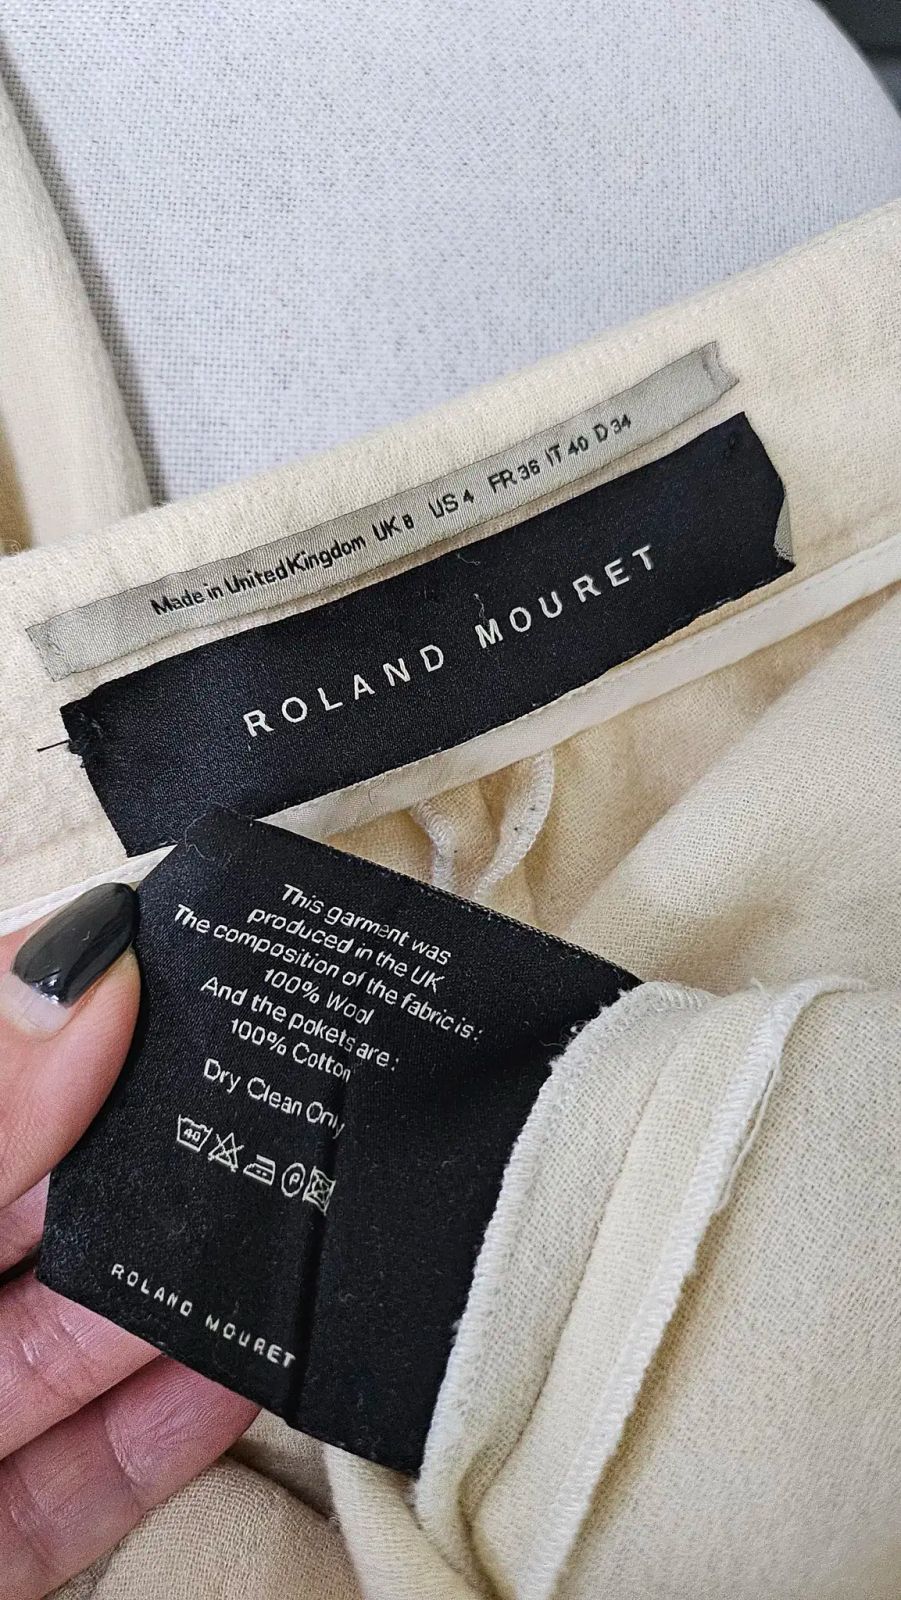 Made in United Kingdom UK 8 US 4 FR 36 IT 40 D 34
ROLAND MOURET
This garment was
produced in the UK
The composition of the fabric is:
100% Wool
And the pokets are:
100% Cotton
Dry Clean Only
40 P
ROLAND MOURET